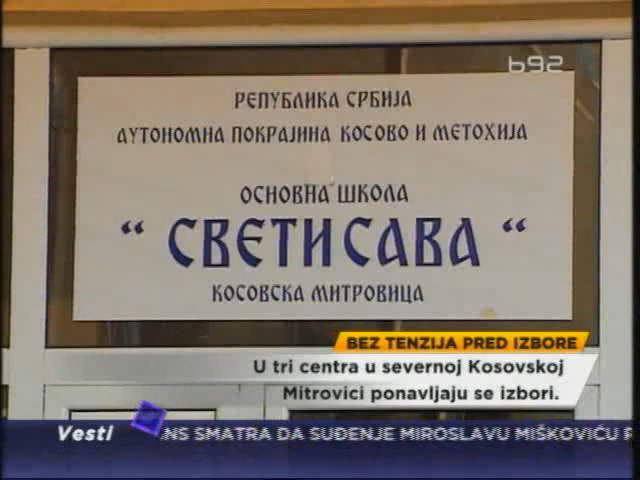 b92
РЕПУБЛИКА СРБИЈА
АУТОНОМНА ПОКРАЈИНА КОСОВО И МЕТОХИЈА
ОСНОВНА ШКОЛА
“ СВЕТИ САВА “
КОСОВСКА МИТРОВИЦА
BEZ TENZIJA PRED IZBORE
U tri centra u severnoj Kosovskoj
Mitrovici ponavljaju se izbori.
Vesti NS SMATRA DA SUĐENJE MIROSLAVU MIŠKOVIĆU